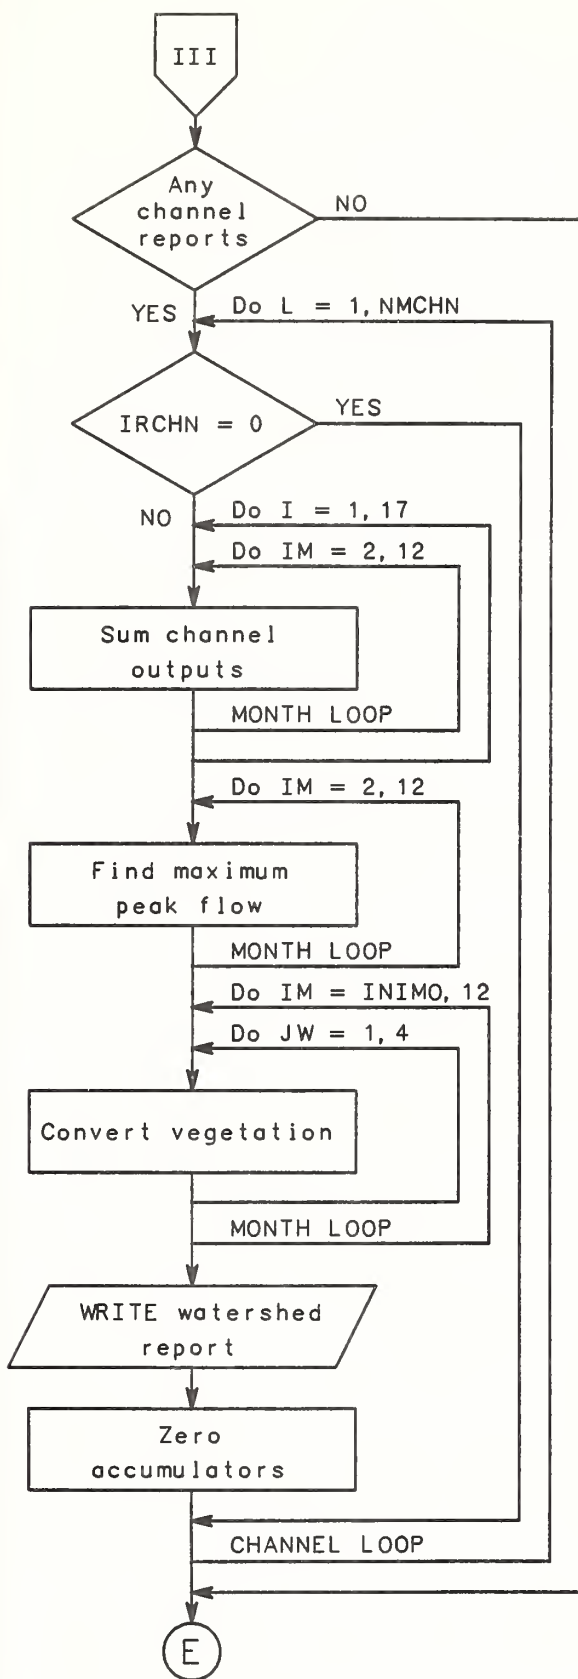 III
Any
channel
reports
NO
YES
Do L = 1, NMCHN
IRCHN = 0
YES
NO
Do I = 1, 17
Do IM = 2, 12
Sum channel
outputs
MONTH LOOP
Do IM = 2, 12
Find maximum
peak flow
MONTH LOOP
Do IM = INIMO, 12
Do JW = 1, 4
Convert vegetation
MONTH LOOP
WRITE watershed
report
Zero
accumulators
CHANNEL LOOP
E